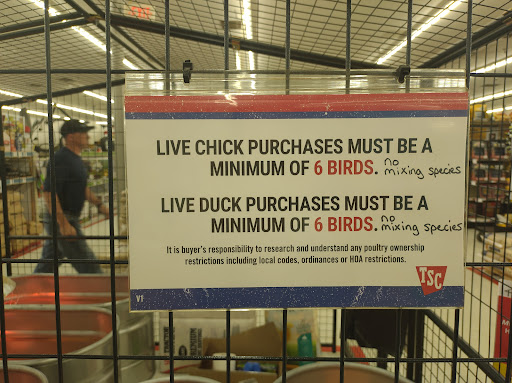 LIVE CHICK PURCHASES MUST BE A
MINIMUM OF 6 BIRDS. no mixing species
LIVE DUCK PURCHASES MUST BE A
MINIMUM OF 6 BIRDS. no mixing species
It is buyer's responsibility to research and understand any poultry ownership
restrictions including local codes, ordinances or HOA restrictions.
TSC
V1